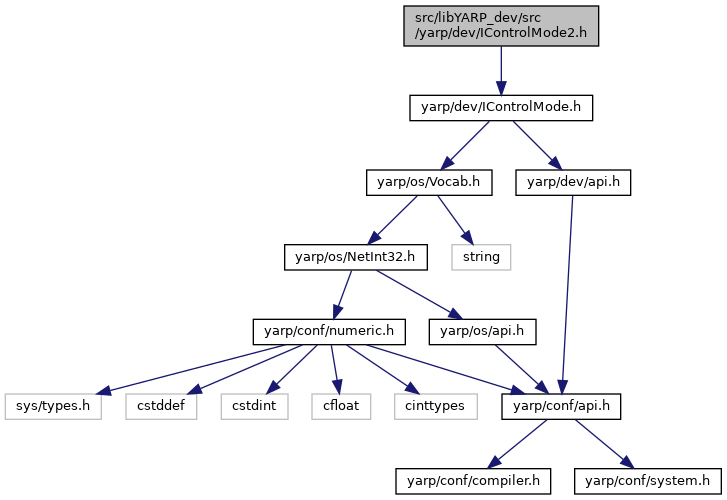 src/libYARP_dev/src
/yarp/dev/IControlMode2.h
yarp/dev/IControlMode.h
yarp/os/Vocab.h
yarp/dev/api.h
yarp/os/NetInt32.h
string
yarp/conf/numeric.h
yarp/os/api.h
sys/types.h
cstddef
cstdint
cfloat
cinttypes
yarp/conf/api.h
yarp/conf/compiler.h
yarp/conf/system.h